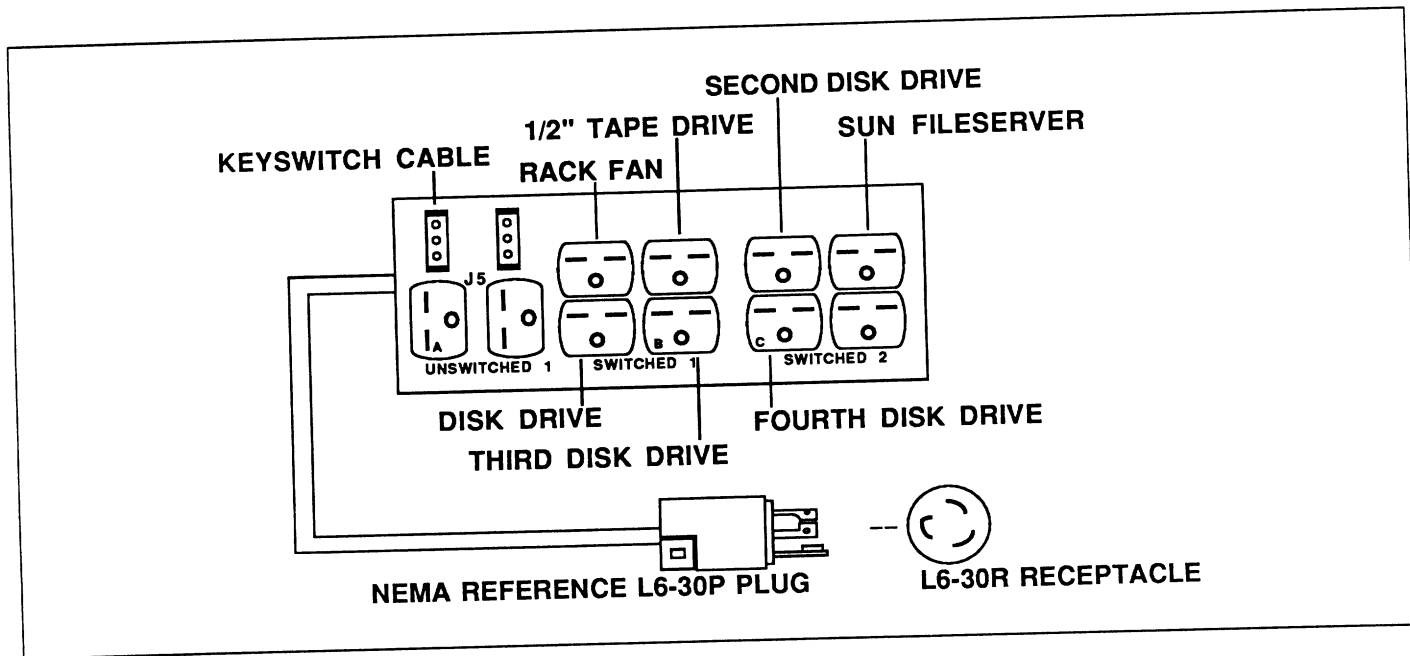 SECOND DISK DRIVE
1/2" TAPE DRIVE
SUN FILESERVER
KEYSWITCH CABLE
RACK FAN
J5
A
B
C
UNSWITCHED 1
SWITCHED 1
SWITCHED 2
DISK DRIVE
FOURTH DISK DRIVE
THIRD DISK DRIVE
NEMA REFERENCE L6-30P PLUG
L6-30R RECEPTACLE